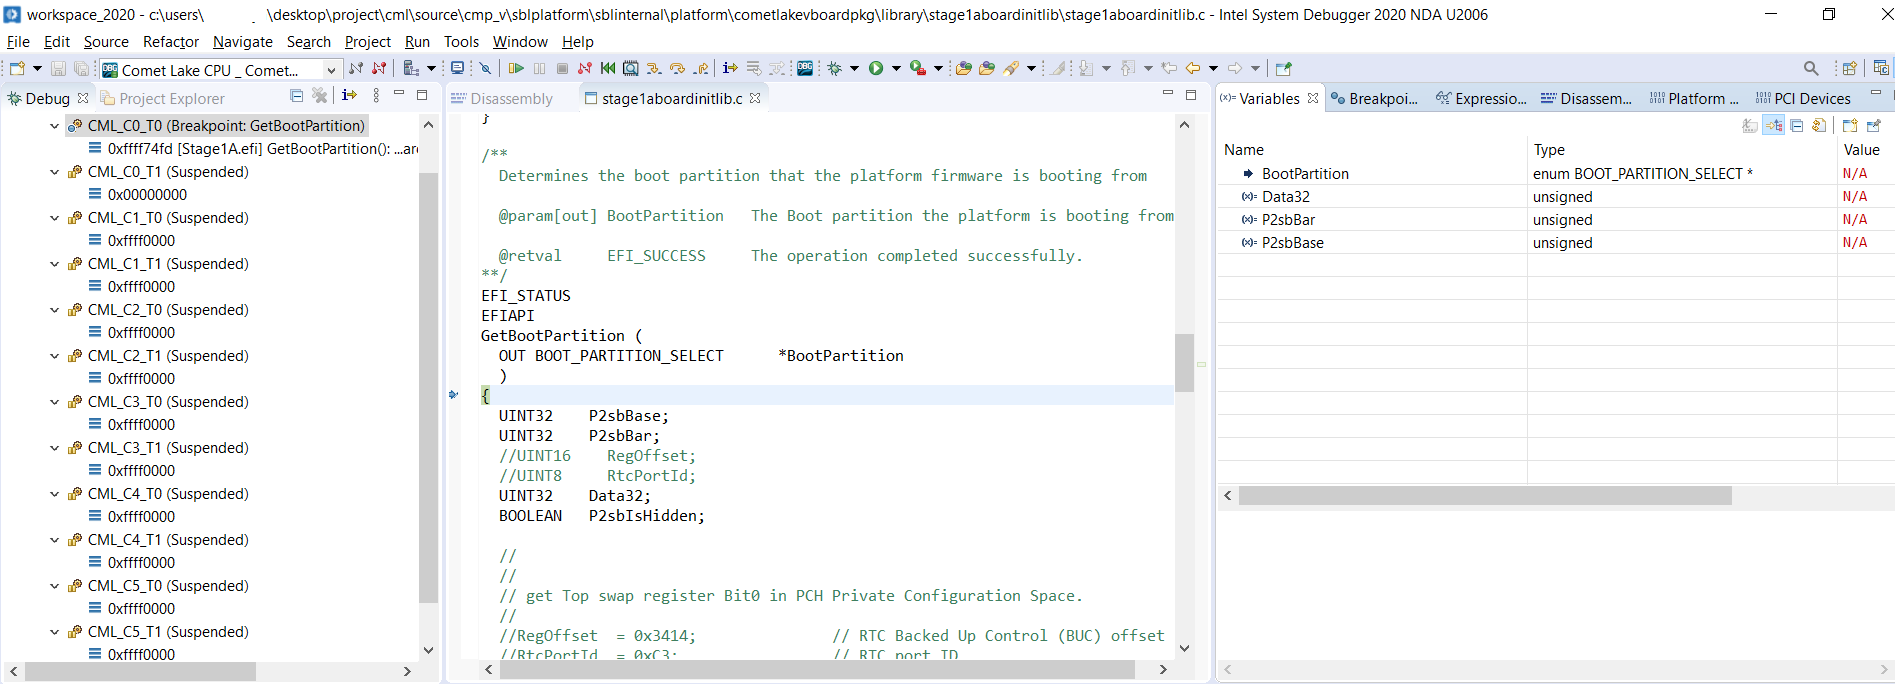 workspace_2020 - c:\users\ \desktop\project\cml\source\cmp_v\sblplatform\sblinternal\platform\cometlakevboardpkg\library\stage1aboardinitlib\stage1aboardinitlib.c - Intel System Debugger 2020 NDA U2006
File Edit Source Refactor Navigate Search Project Run Tools Window Help
DBG Comet Lake CPU _ Comet... DBG
Debug Project Explorer
CML_C0_T0 (Breakpoint: GetBootPartition)
0xffff74fd [Stage1A.efi] GetBootPartition(): ...ar
CML_C0_T1 (Suspended)
0x00000000
CML_C1_T0 (Suspended)
0xffff0000
CML_C1_T1 (Suspended)
0xffff0000
CML_C2_T0 (Suspended)
0xffff0000
CML_C2_T1 (Suspended)
0xffff0000
CML_C3_T0 (Suspended)
0xffff0000
CML_C3_T1 (Suspended)
0xffff0000
CML_C4_T0 (Suspended)
0xffff0000
CML_C4_T1 (Suspended)
0xffff0000
CML_C5_T0 (Suspended)
0xffff0000
CML_C5_T1 (Suspended)
0xffff0000
Disassembly stage1aboardinitlib.c
}
/**
Determines the boot partition that the platform firmware is booting from
@param[out] BootPartition The Boot partition the platform is booting from
@retval EFI_SUCCESS The operation completed successfully.
**/
EFI_STATUS
EFIAPI
GetBootPartition (
OUT BOOT_PARTITION_SELECT *BootPartition
)
{
UINT32 P2sbBase;
UINT32 P2sbBar;
//UINT16 RegOffset;
//UINT8 RtcPortId;
UINT32 Data32;
BOOLEAN P2sbIsHidden;
//
//
// get Top swap register Bit0 in PCH Private Configuration Space.
//
//RegOffset = 0x3414; // RTC Backed Up Control (BUC) offset
//RtcPortId = 0xC3; // RTC port ID
Variables Breakpoi... Expressio... Disassem... Platform ... PCI Devices
Name Type Value
BootPartition enum BOOT_PARTITION_SELECT * N/A
Data32 unsigned N/A
P2sbBar unsigned N/A
P2sbBase unsigned N/A